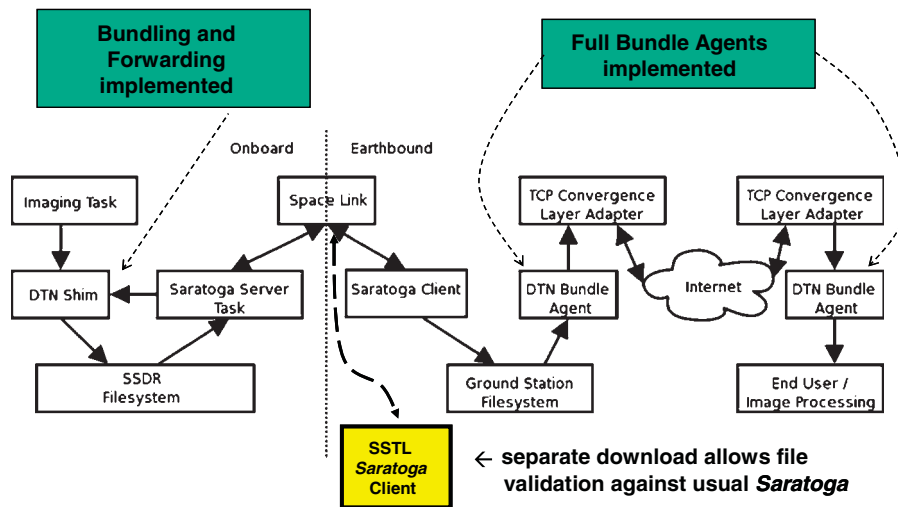 Bundling and
Forwarding
implemented
Full Bundle Agents
implemented
Onboard
Earthbound
Imaging Task
Space Link
TCP Convergence
Layer Adapter
TCP Convergence
Layer Adapter
DTN Shim
Saratoga Server
Task
Saratoga Client
DTN Bundle
Agent
Internet
DTN Bundle
Agent
SSDR
Filesystem
Ground Station
Filesystem
End User /
Image Processing
SSTL
Saratoga
Client
← separate download allows file
validation against usual Saratoga